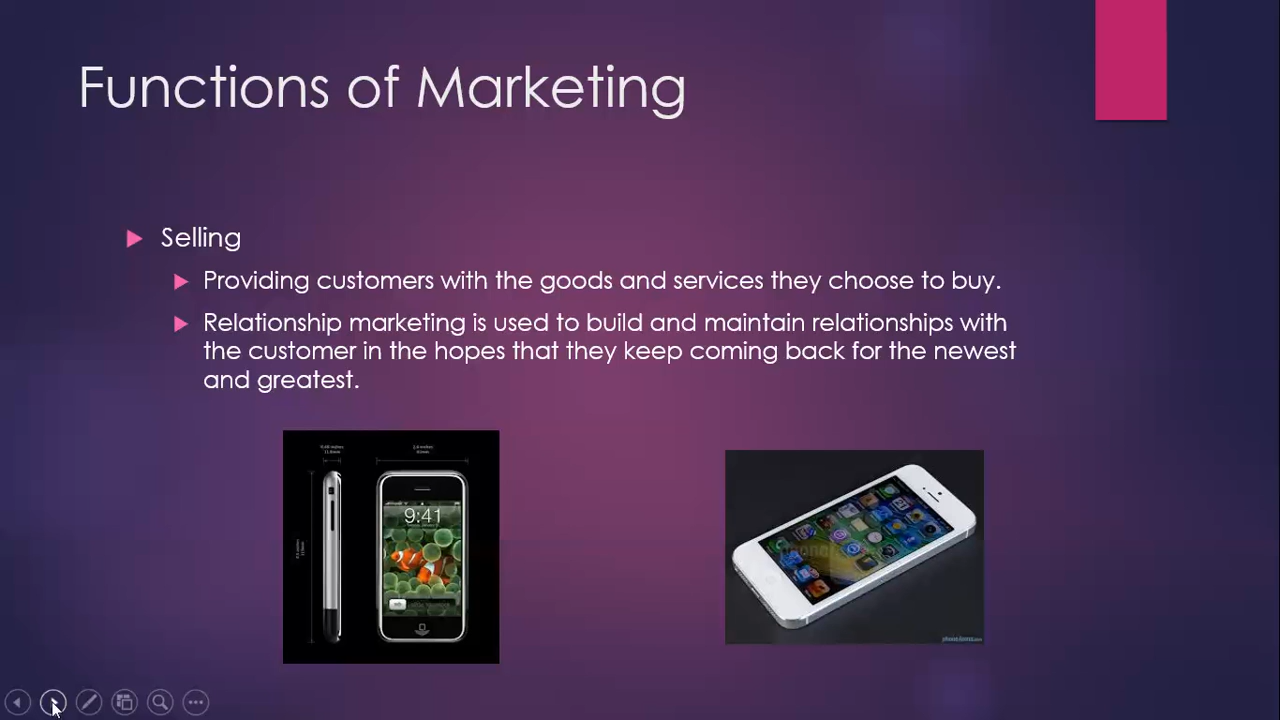 Functions of Marketing
Selling
Providing customers with the goods and services they choose to buy.
Relationship marketing is used to build and maintain relationships with
the customer in the hopes that they keep coming back for the newest
and greatest.
9:41